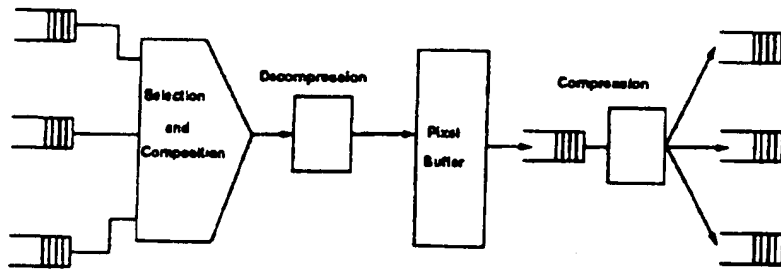 Selection
and
Composition
Decompression
Pixel
Buffer
Compression